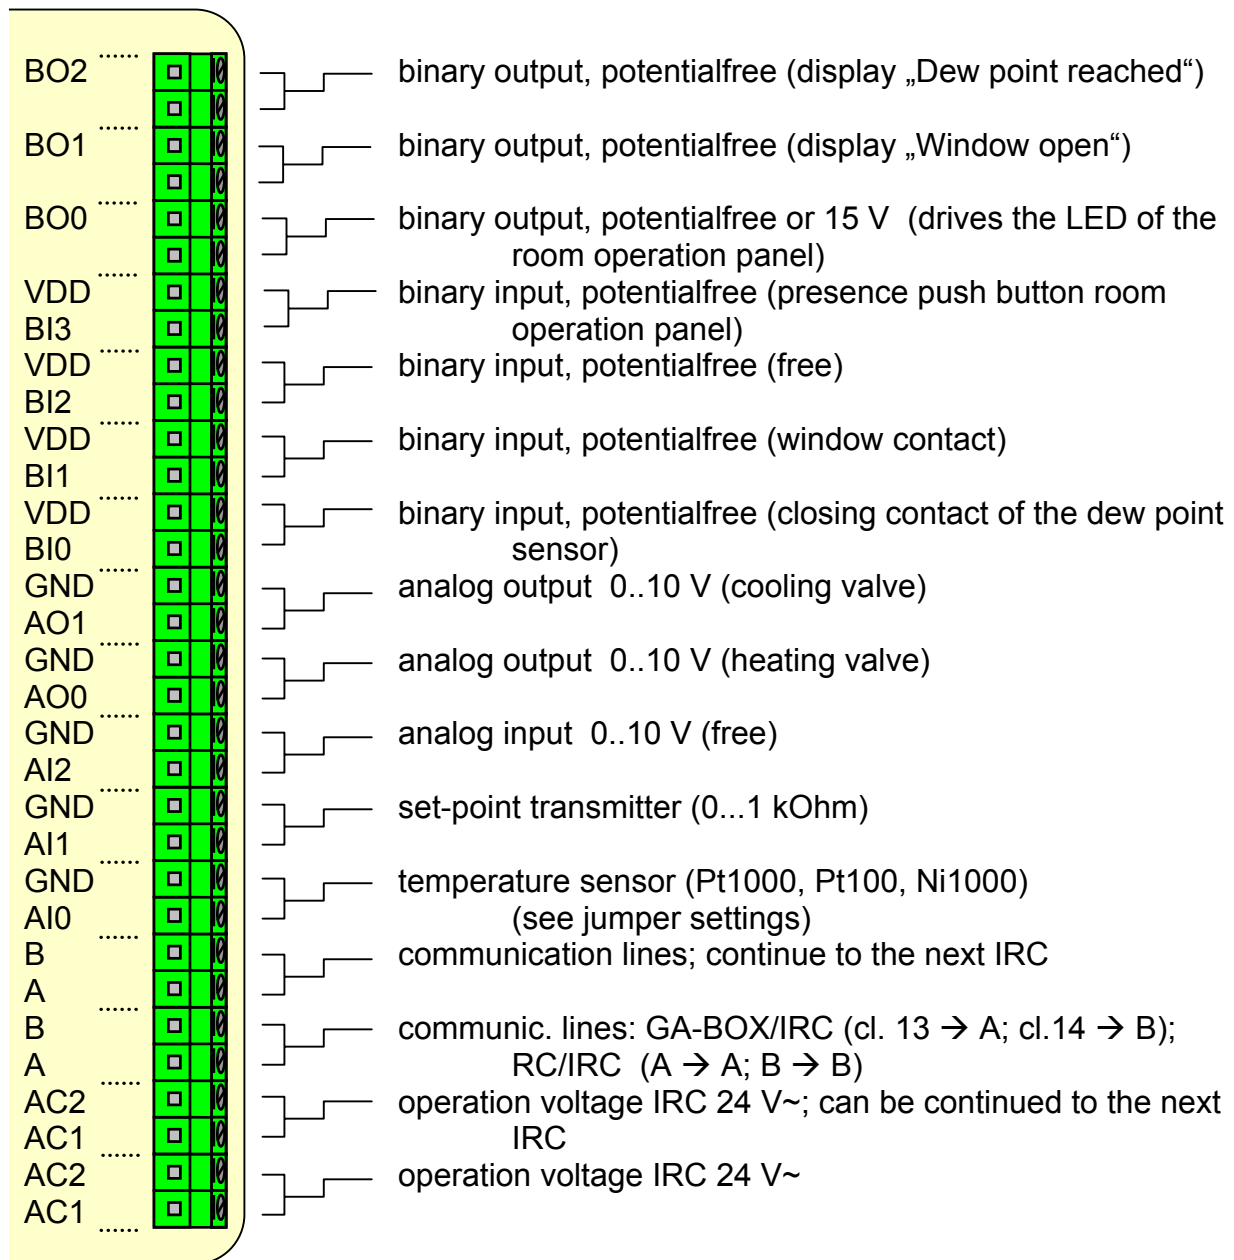 BO2 binary output, potentialfree (display „Dew point reached“)
BO1 binary output, potentialfree (display „Window open“)
BO0 binary output, potentialfree or 15 V (drives the LED of the
room operation panel)
VDD binary input, potentialfree (presence push button room
BI3 operation panel)
VDD binary input, potentialfree (free)
BI2
VDD binary input, potentialfree (window contact)
BI1
VDD binary input, potentialfree (closing contact of the dew point
BI0 sensor)
GND analog output 0..10 V (cooling valve)
AO1
GND analog output 0..10 V (heating valve)
AO0
GND analog input 0..10 V (free)
AI2
GND set-point transmitter (0...1 kOhm)
AI1
GND temperature sensor (Pt1000, Pt100, Ni1000)
AI0 (see jumper settings)
B communication lines; continue to the next IRC
A
B communic. lines: GA-BOX/IRC (cl. 13 → A; cl.14 → B);
A RC/IRC (A → A; B → B)
AC2 operation voltage IRC 24 V~; can be continued to the next
AC1 IRC
AC2 operation voltage IRC 24 V~
AC1